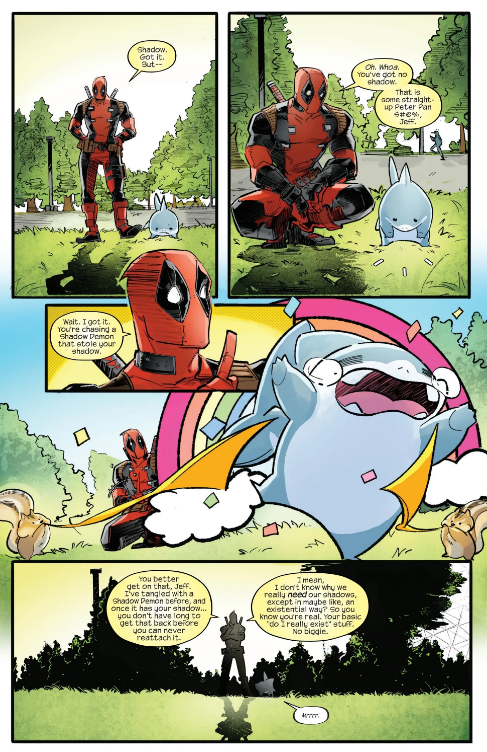 Shadow.
Got it.
But--
Oh. Whoa.
You've got no
shadow.
That is
some straight-
up Peter Pan
$#@%,
Jeff.
Wait. I got it.
You're chasing a
Shadow Demon
that stole your
shadow.
You better
get on that, Jeff.
I've tangled with a
Shadow Demon before, and
once it has your shadow...
you don't have long to
get that back before
you can never
reattach it.
I mean,
I don't know why we
really need our shadows,
except in maybe like, an
existential way? So you
know you're real. Your basic
"do I really exist" stuff.
No biggie.